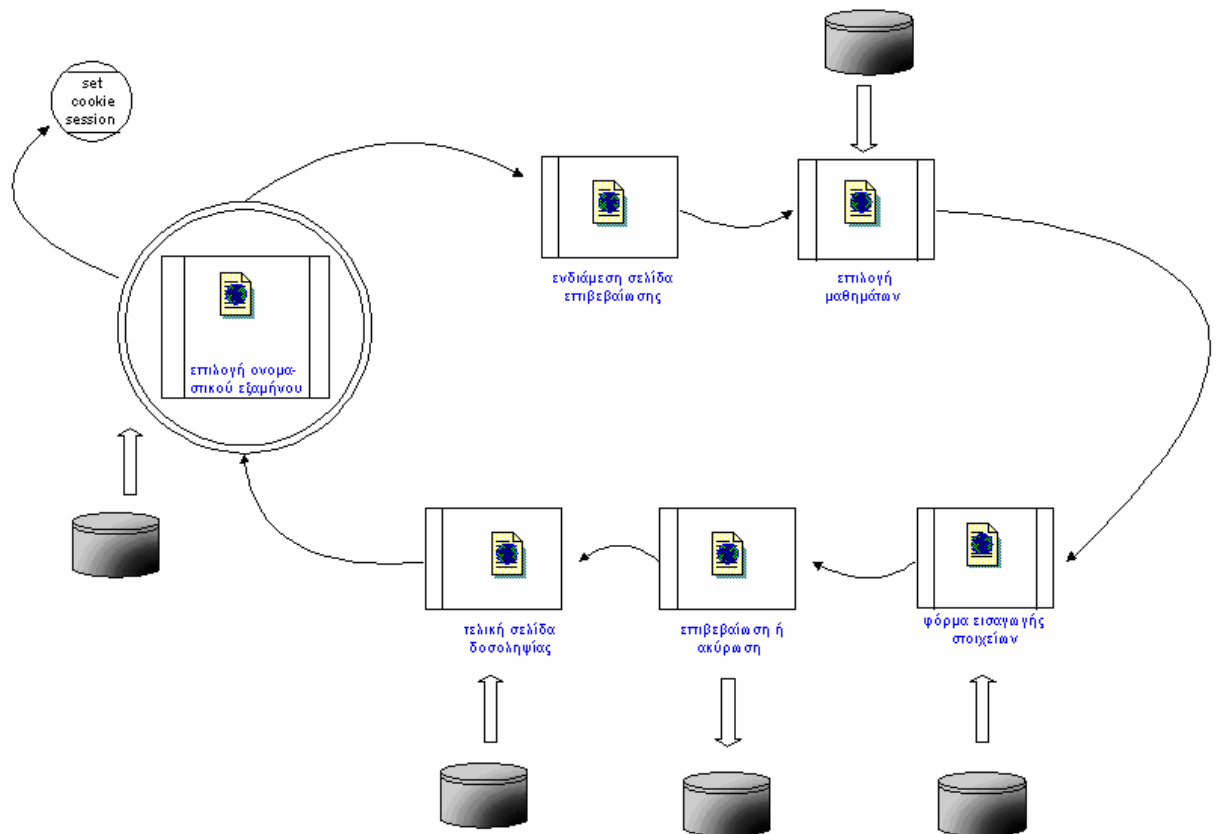 set
cookie
session
ενδιάμεση σελίδα
επιβεβαίωσης
επιλογή
μαθημάτων
επιλογή ονομα-
στικού εξαμήνου
τελική σελίδα
δοσοληψίας
επιβεβαίωση ή
ακύρωση
φόρμα εισαγωγής
στοιχείων